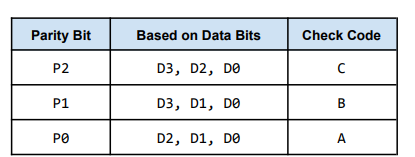 Parity Bit Based on Data Bits Check Code
P2 D3, D2, D0 C
P1 D3, D1, D0 B
P0 D2, D1, D0 A